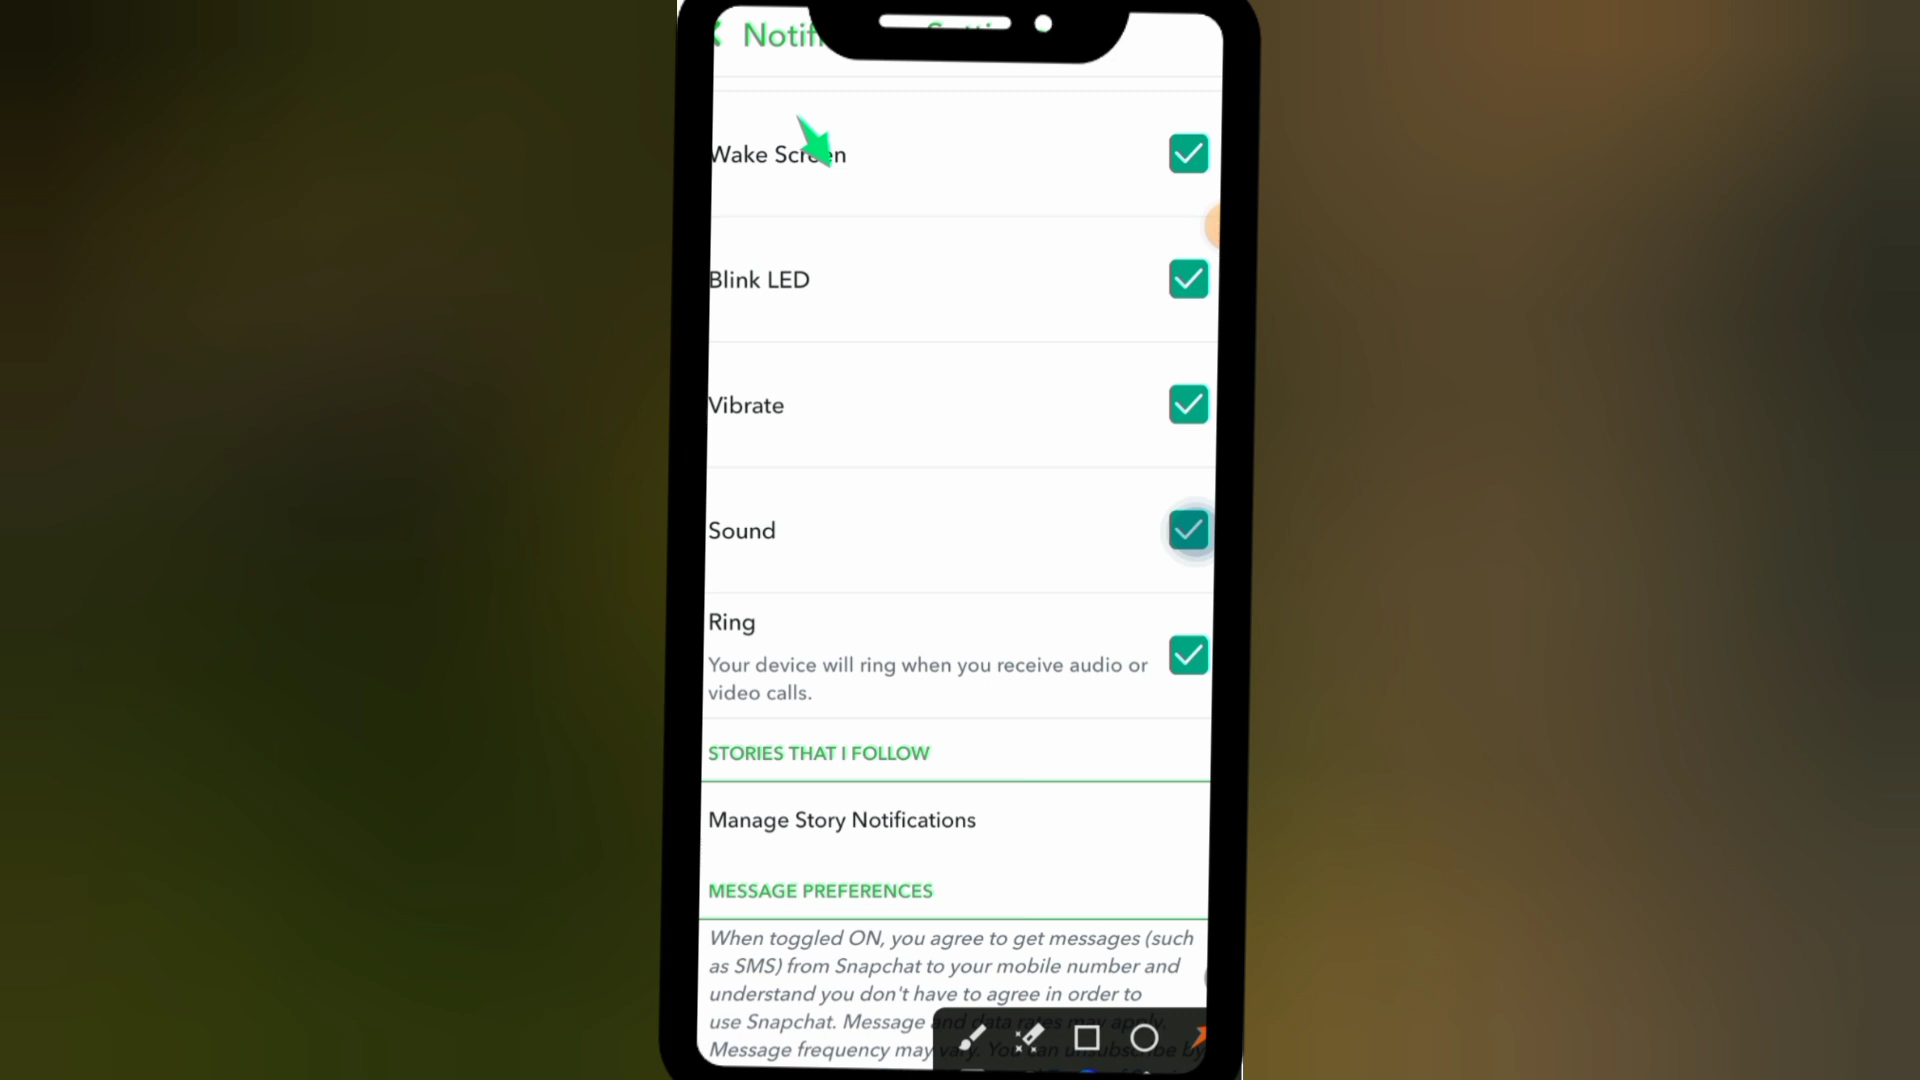 Wake Screen
Blink LED
Vibrate
Sound
Ring
Your device will ring when you receive audio or
video calls.
STORIES THAT I FOLLOW
Manage Story Notifications
MESSAGE PREFERENCES
When toggled ON, you agree to get messages (such
as SMS) from Snapchat to your mobile number and
understand you don't have to agree in order to
use Snapchat. Message and data rates may apply.
Message frequency may vary. You can unsubscribe by